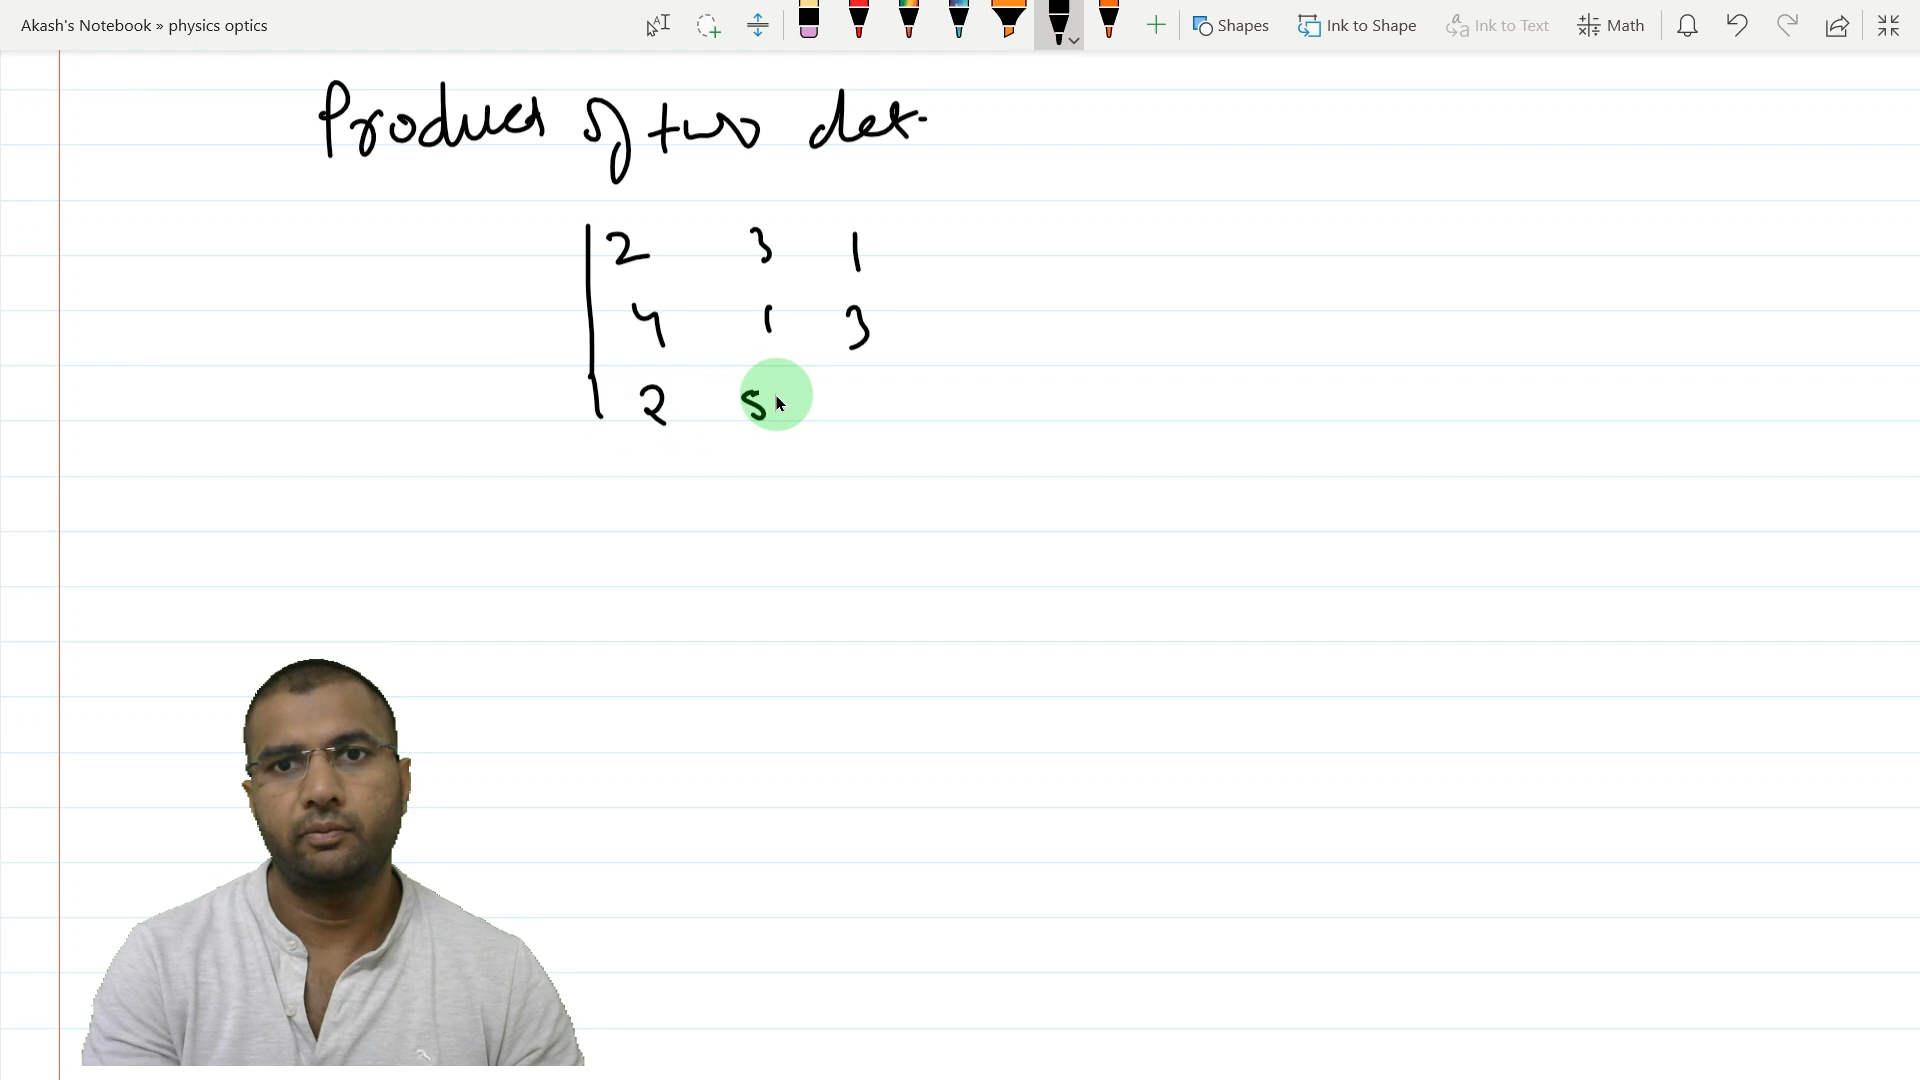 Akash's Notebook » physics optics
Shapes Ink to Shape Ink to Text Math
Product of two det.
2 3 1
4 1 3
2 5